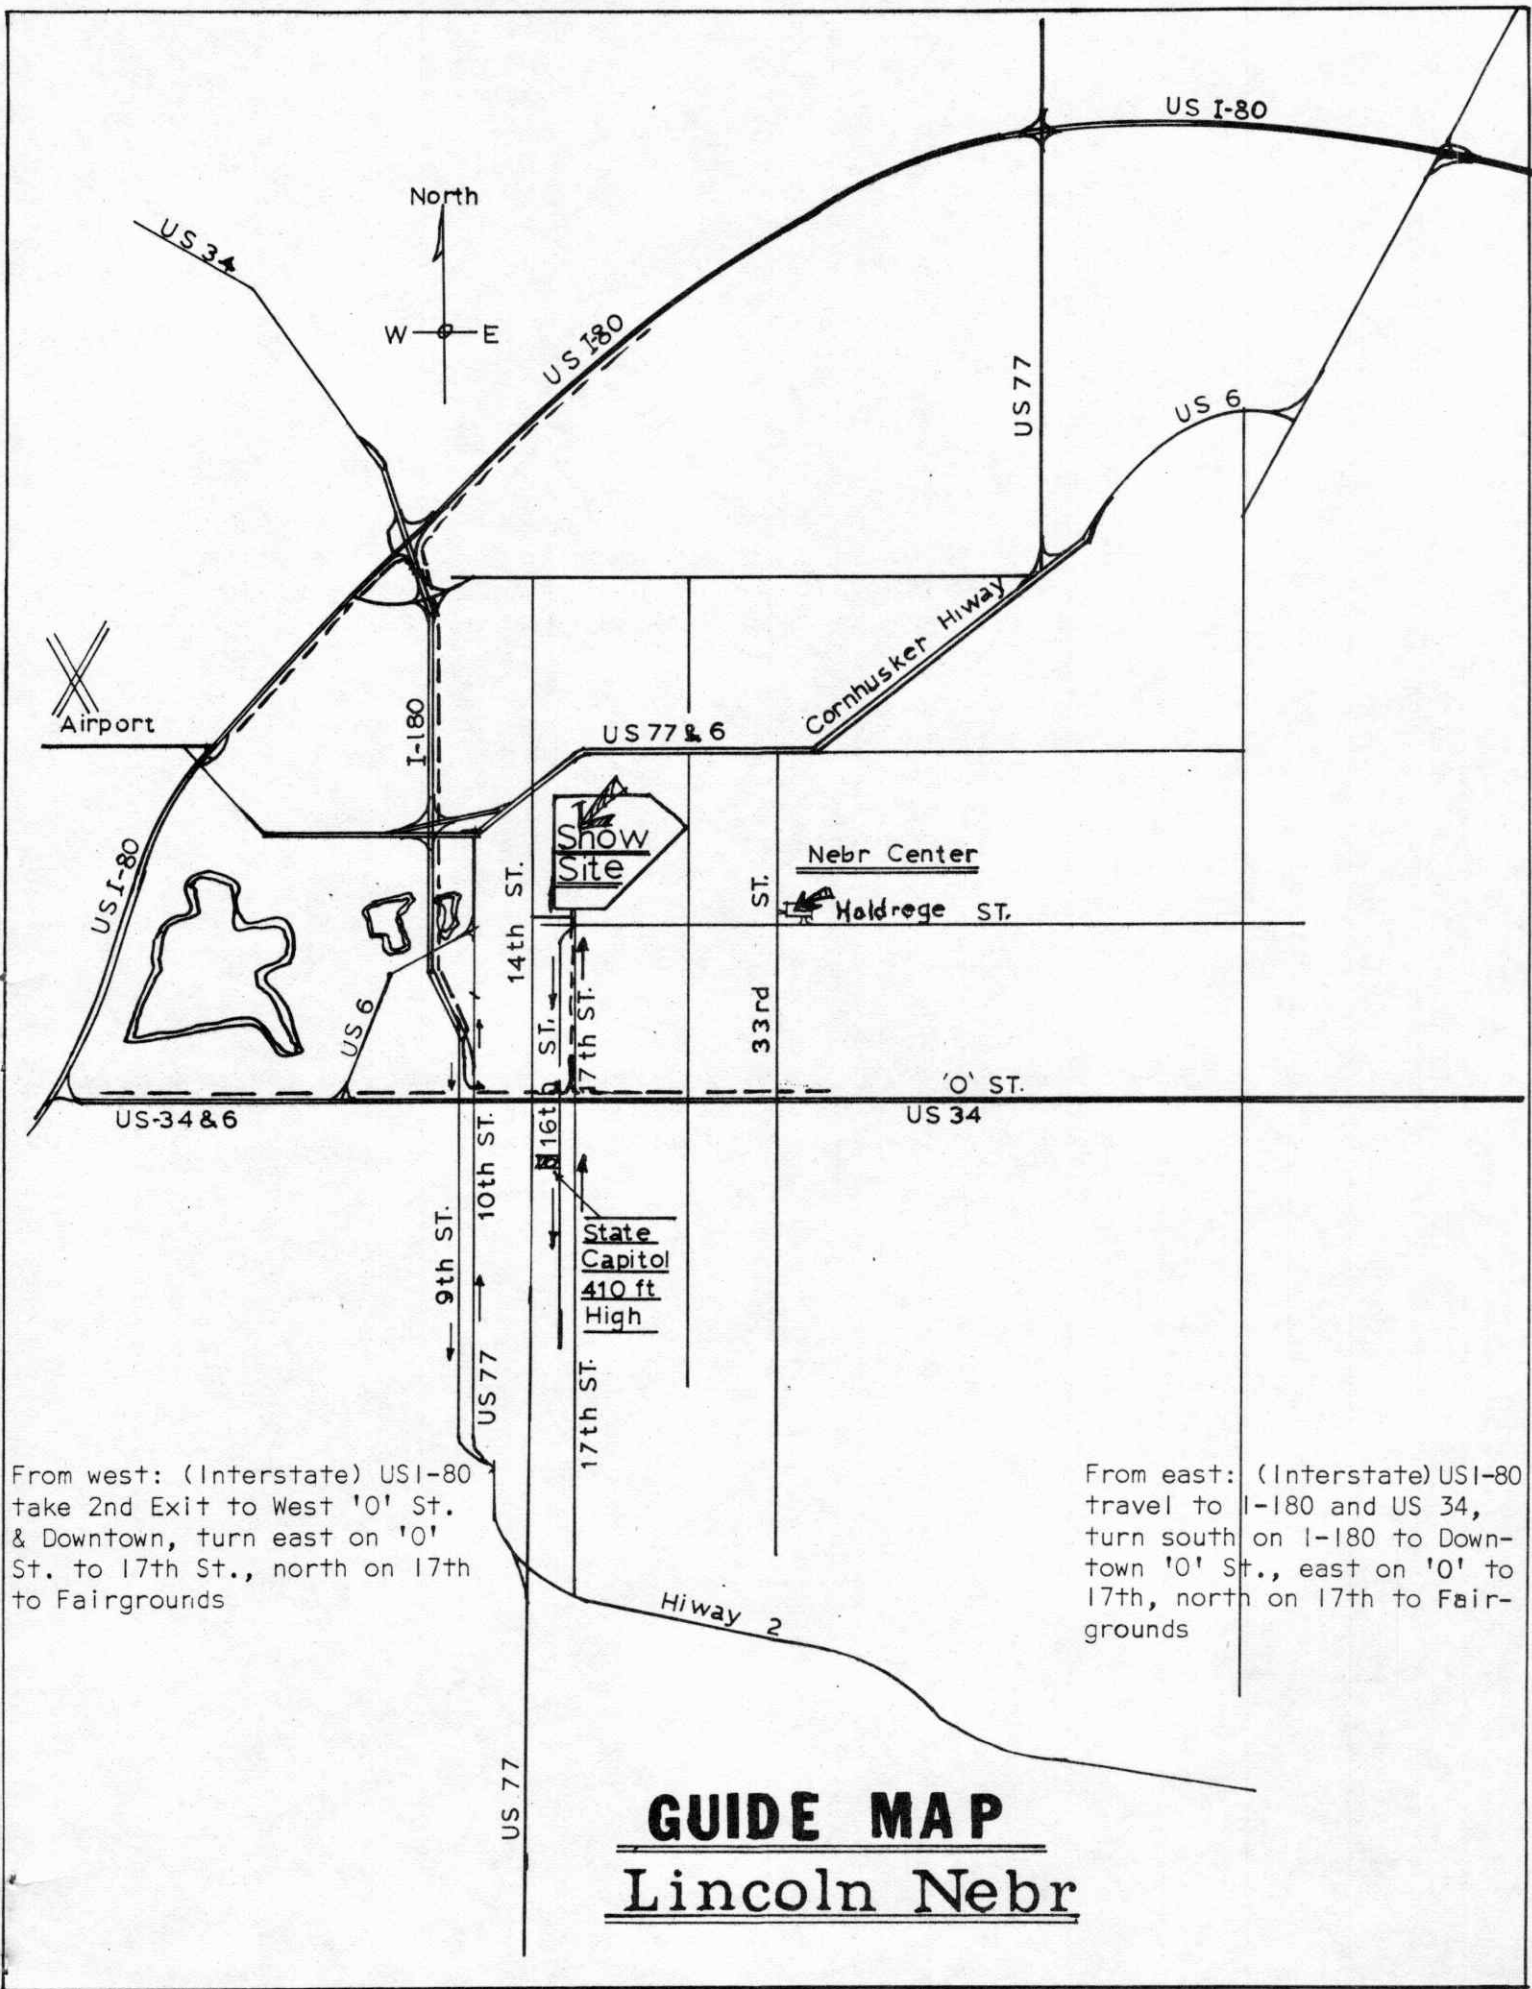 US I-80
North
US 34
W E
US I-80
US 77
US 6
Cornhusker Hiway
Airport
I-180
US 77 & 6
US I-80
Show
Site
14th ST.
Nebr Center
33rd ST.
Holdrege ST.
US 6
16th ST.
17th ST.
'O' ST.
US-34 & 6
US 34
10th ST.
9th ST.
State
Capitol
410 ft
High
US 77
17th ST.
From west: (Interstate) USI-80
take 2nd Exit to West 'O' St.
& Downtown, turn east on 'O'
St. to 17th St., north on 17th
to Fairgrounds
From east: (Interstate) USI-80
travel to I-180 and US 34,
turn south on I-180 to Down-
town 'O' St., east on 'O' to
17th, north on 17th to Fair-
grounds
Hiway 2
US 77
GUIDE MAP
Lincoln Nebr